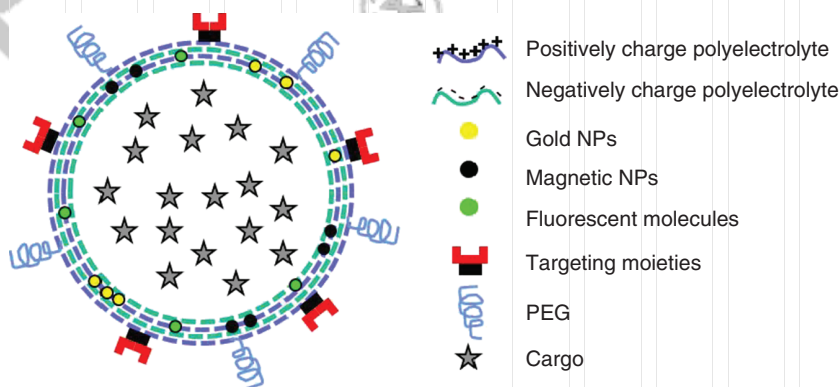 Positively charge polyelectrolyte
Negatively charge polyelectrolyte
Gold NPs
Magnetic NPs
Fluorescent molecules
Targeting moieties
PEG
Cargo